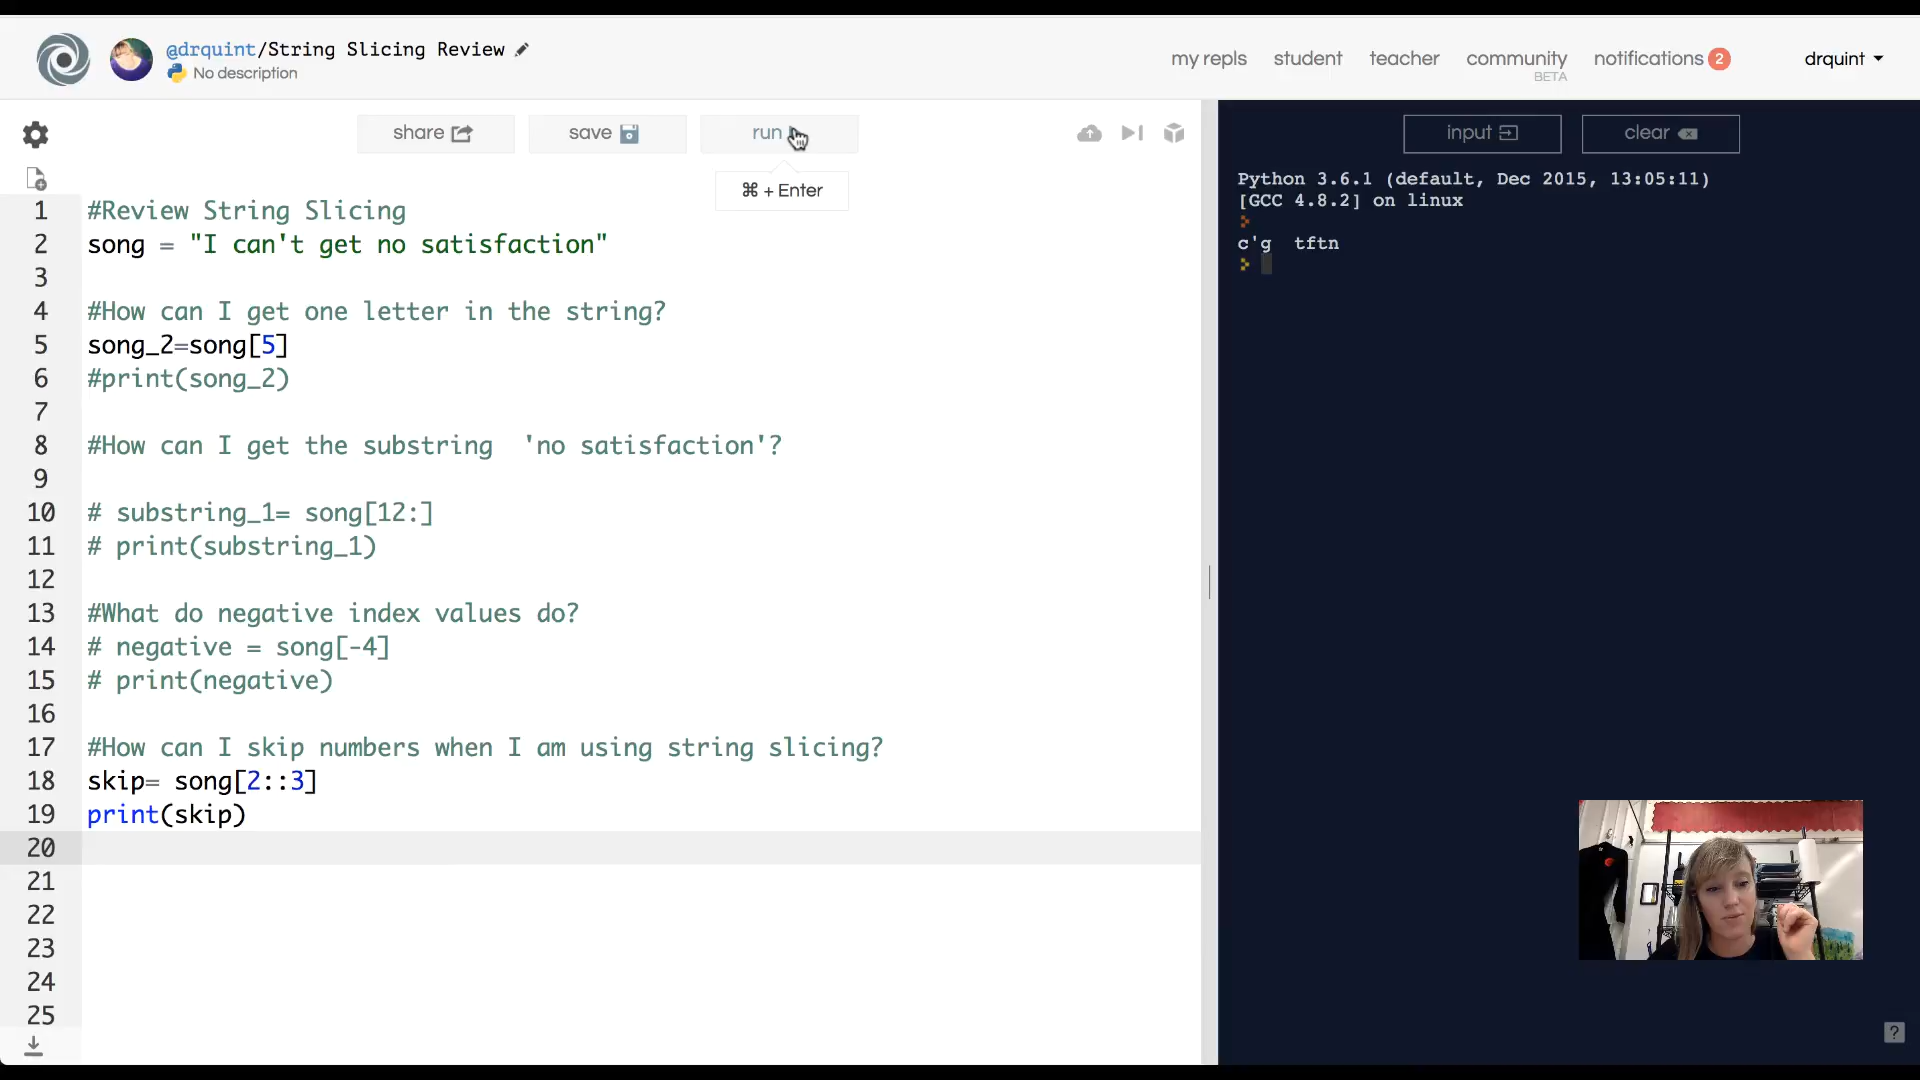 @drquint/String Slicing Review
No description
my repls
student
teacher
community
BETA
notifications 2
drquint
share
save
run
⌘ + Enter
input
clear
1 #Review String Slicing
2 song = "I can't get no satisfaction"
3
4 #How can I get one letter in the string?
5 song_2=song[5]
6 #print(song_2)
7
8 #How can I get the substring  'no satisfaction'?
9
10 # substring_1= song[12:]
11 # print(substring_1)
12
13 #What do negative index values do?
14 # negative = song[-4]
15 # print(negative)
16
17 #How can I skip numbers when I am using string slicing?
18 skip= song[2::3]
19 print(skip)
20
21
22
23
24
25
Python 3.6.1 (default, Dec 2015, 13:05:11)
[GCC 4.8.2] on linux
c'g  tftn
?